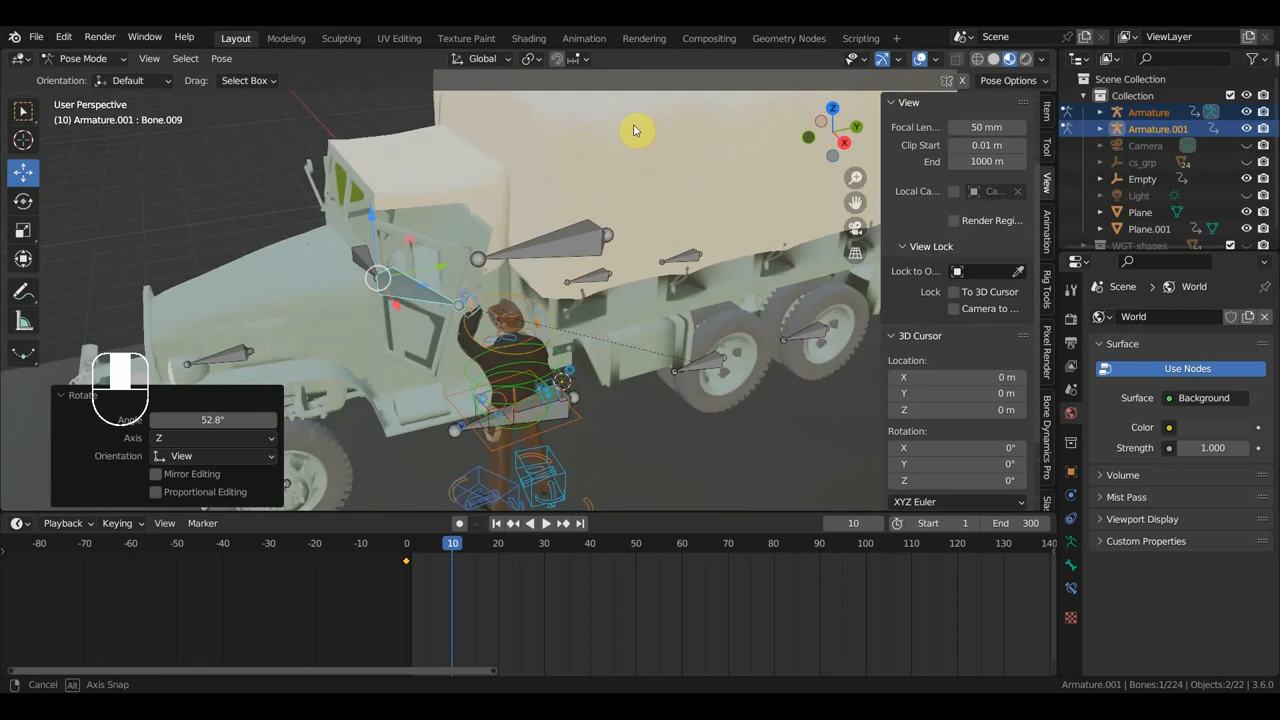 File Edit Render Window Help Layout Modeling Sculpting UV Editing Texture Paint Shading Animation Rendering Compositing Geometry Nodes Scripting + Scene ViewLayer
Pose Mode View Select Pose Global
Orientation: Default Drag: Select Box Pose Options
User Perspective
(10) Armature.001 : Bone.009
View
Focal Len... 50 mm
Clip Start 0.01 m
End 1000 m
Local Ca... Ca...
Render Regi...
View Lock
Lock to O...
Lock To 3D Cursor
Camera to ...
3D Cursor
Location:
X 0 m
Y 0 m
Z 0 m
Rotation:
X 0°
Y 0°
Z 0°
XYZ Euler
Item
Tool
View
Animation
Rig Tools
Pixel Render
Bone Dynamics Pro
Z
Y
X
Scene Collection
Collection
Armature
Armature.001
Camera
cs_grp 24
Empty
Light
Plane
Plane.001
WGT_shapes
Scene World
World
Surface
Use Nodes
Surface Background
Color
Strength 1.000
Volume
Mist Pass
Viewport Display
Custom Properties
Rotate
Angle 52.8°
Axis Z
Orientation View
Mirror Editing
Proportional Editing
Playback Keying View Marker 10 Start 1 End 300
-80 -70 -60 -50 -40 -30 -20 -10 0 10 20 30 40 50 60 70 80 90 100 110 120 130 140
Cancel Alt Axis Snap Armature.001 | Bones:1/224 | Objects:2/22 | 3.6.0